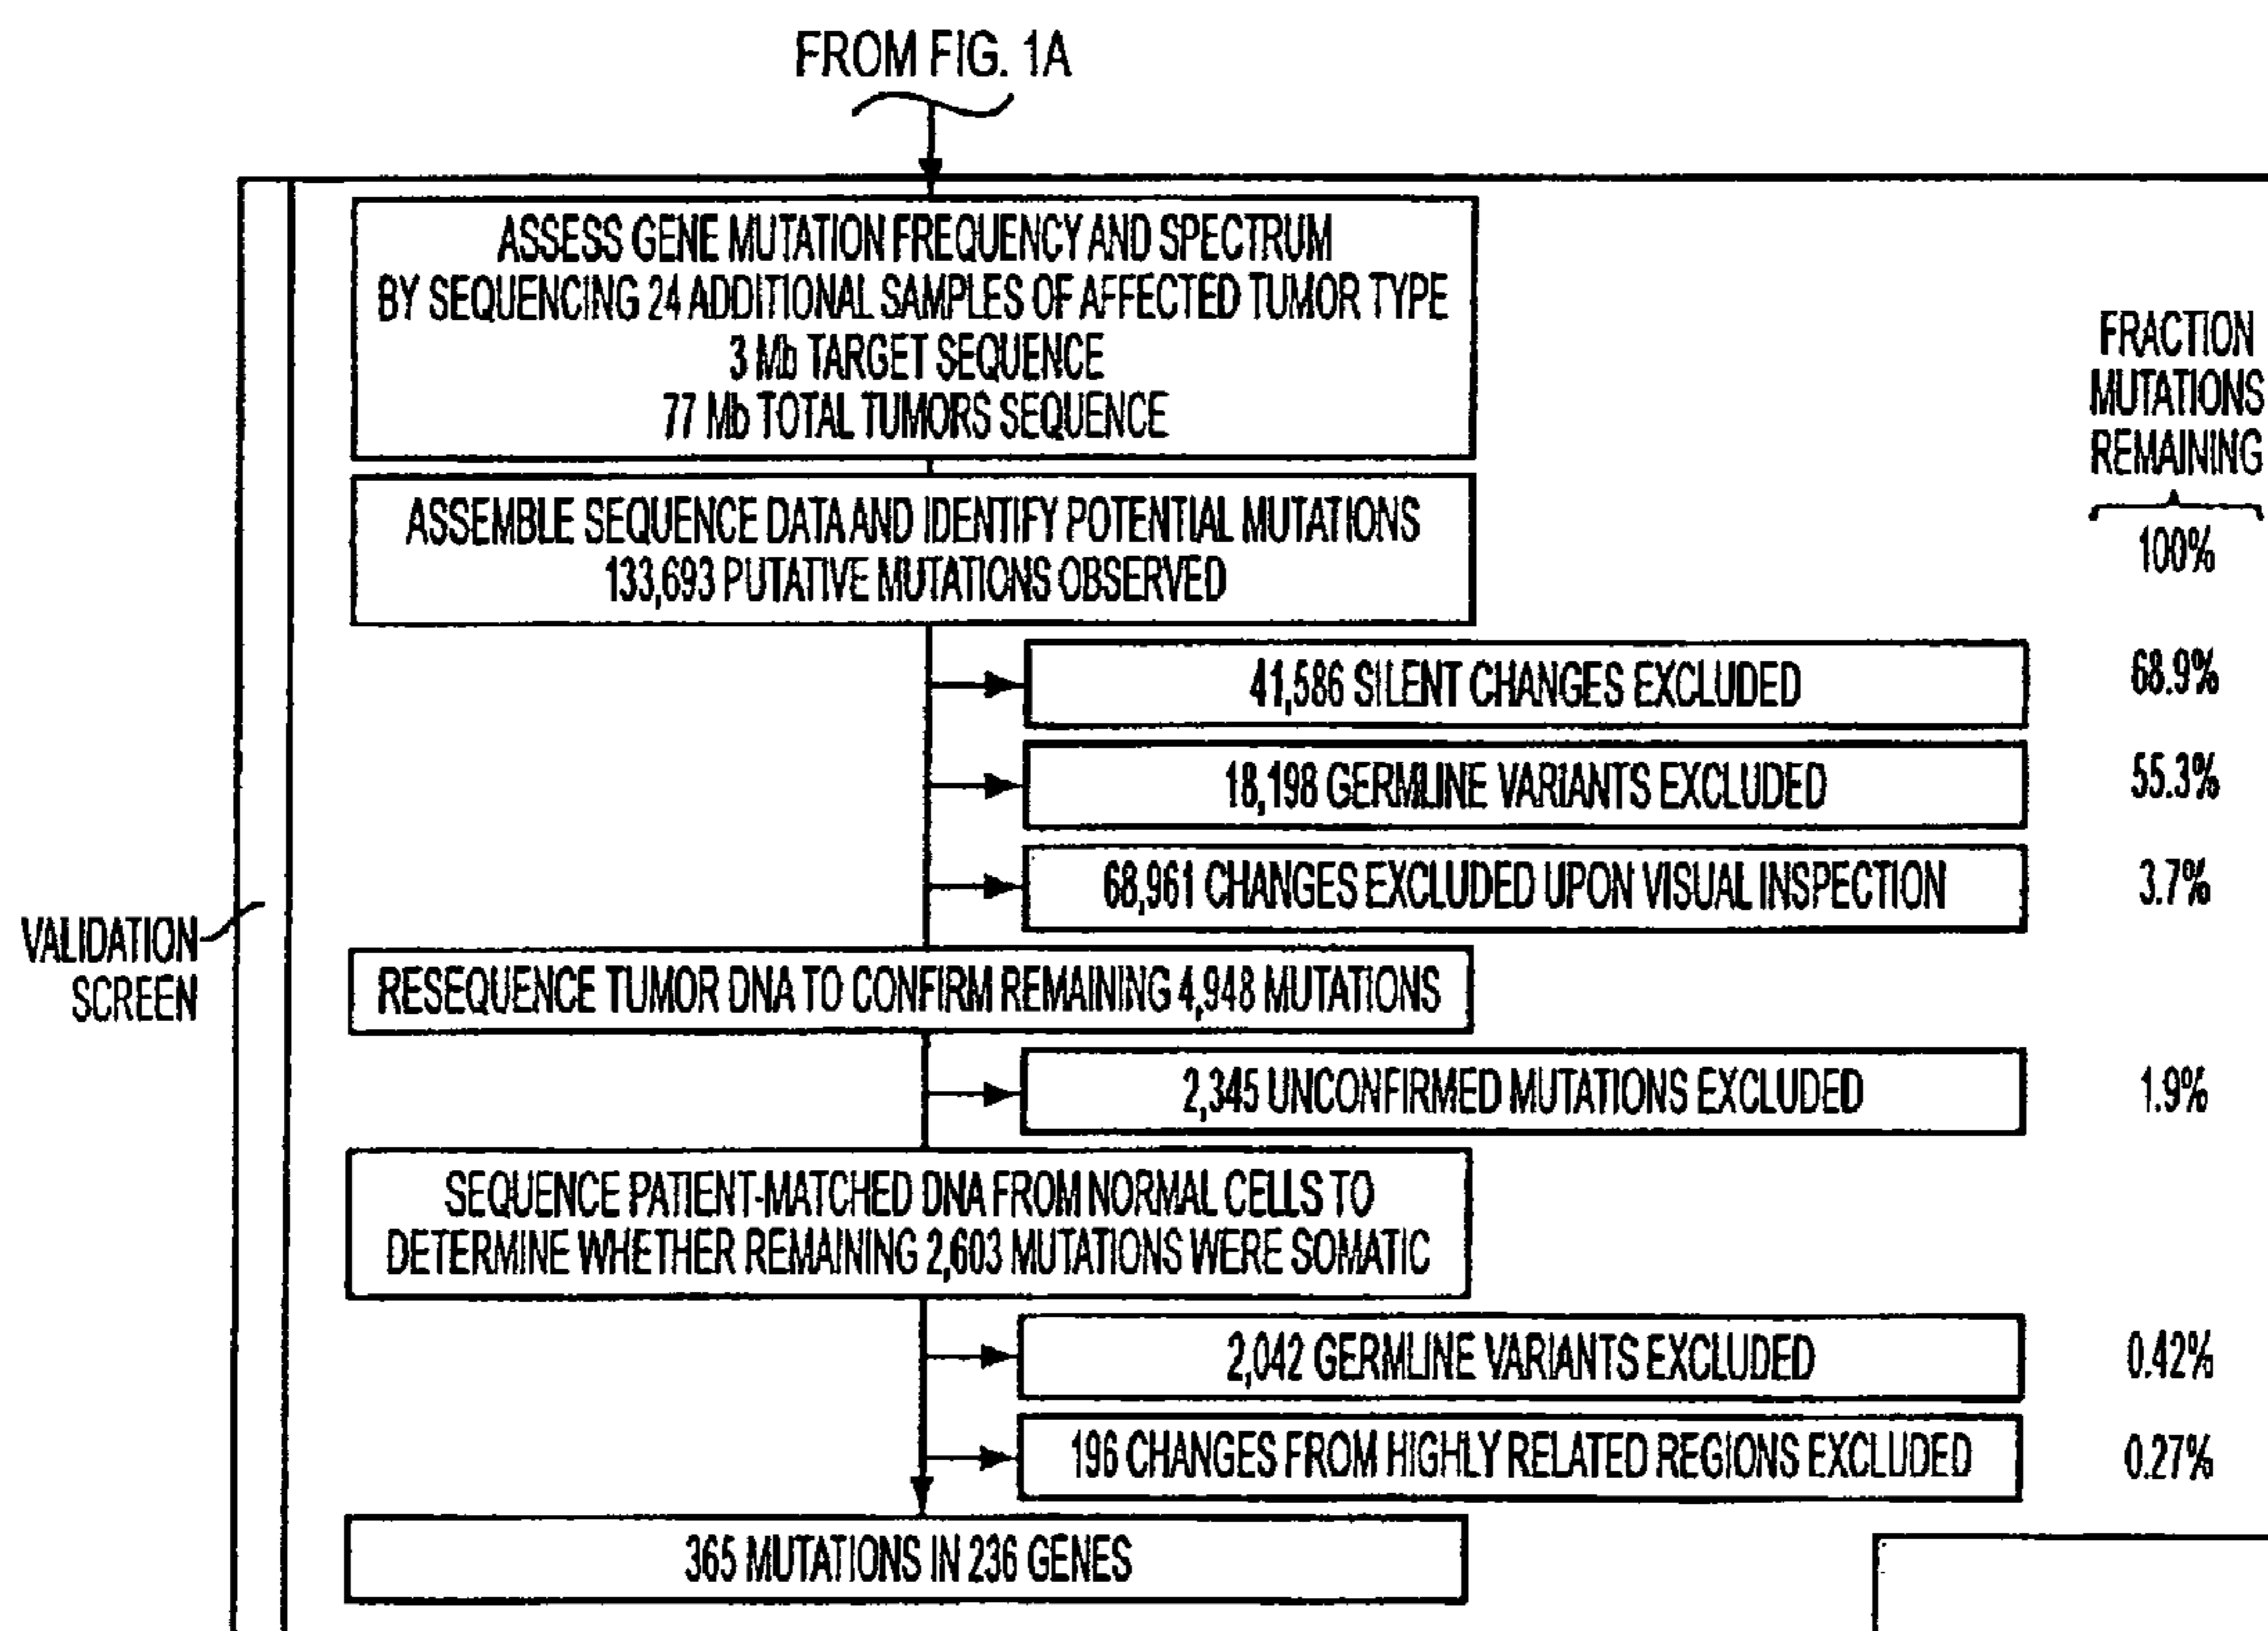 FROM FIG. 1A
ASSESS GENE MUTATION FREQUENCY AND SPECTRUM
BY SEQUENCING 24 ADDITIONAL SAMPLES OF AFFECTED TUMOR TYPE
3 Mb TARGET SEQUENCE
77 Mb TOTAL TUMORS SEQUENCE
FRACTION
MUTATIONS
REMAINING
ASSEMBLE SEQUENCE DATA AND IDENTIFY POTENTIAL MUTATIONS
133,693 PUTATIVE MUTATIONS OBSERVED
100%
41,586 SILENT CHANGES EXCLUDED
68.9%
18,198 GERMLINE VARIANTS EXCLUDED
55.3%
68,961 CHANGES EXCLUDED UPON VISUAL INSPECTION
3.7%
VALIDATION
SCREEN
RESEQUENCE TUMOR DNA TO CONFIRM REMAINING 4,948 MUTATIONS
2,345 UNCONFIRMED MUTATIONS EXCLUDED
1.9%
SEQUENCE PATIENT-MATCHED DNA FROM NORMAL CELLS TO
DETERMINE WHETHER REMAINING 2,603 MUTATIONS WERE SOMATIC
2,042 GERMLINE VARIANTS EXCLUDED
0.42%
196 CHANGES FROM HIGHLY RELATED REGIONS EXCLUDED
0.27%
365 MUTATIONS IN 236 GENES